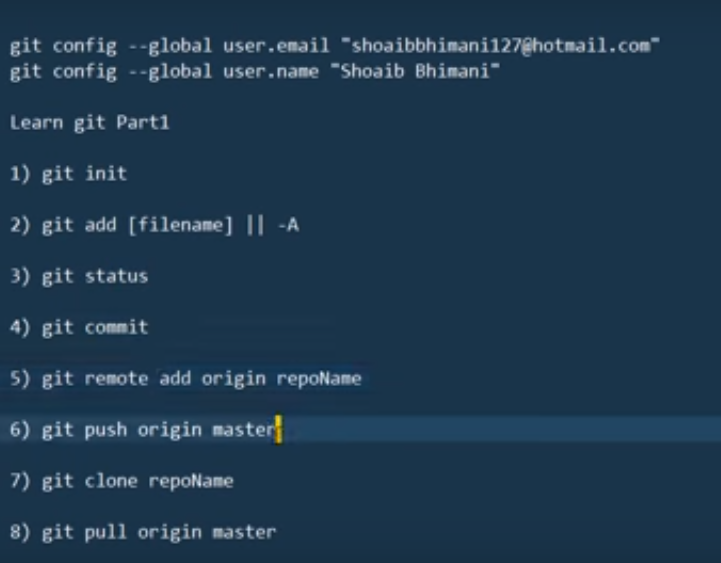 git config --global user.email "shoaibbhimani127@hotmail.com"
git config --global user.name "Shoaib Bhimani"
Learn git Part1
1) git init
2) git add [filename] || -A
3) git status
4) git commit
5) git remote add origin repoName
6) git push origin master
7) git clone repoName
8) git pull origin master